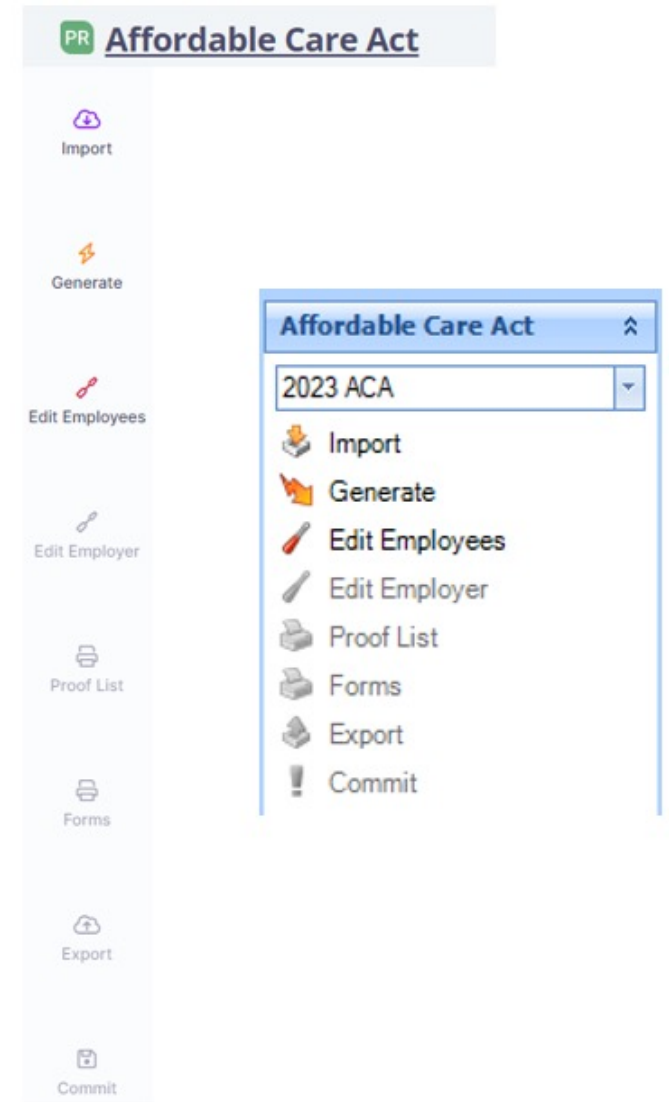 PR Affordable Care Act
Import
Generate
Edit Employees
Edit Employer
Proof List
Forms
Export
Commit
Affordable Care Act
2023 ACA
Import
Generate
Edit Employees
Edit Employer
Proof List
Forms
Export
Commit